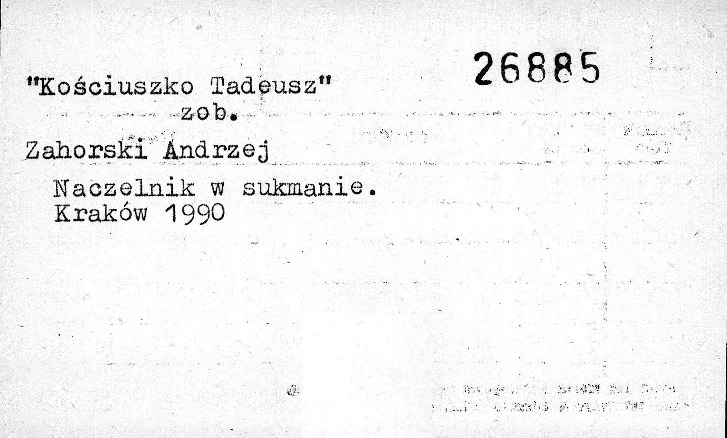 26885
"Kościuszko Tadeusz"
zob.
Zahorski Andrzej
Naczelnik w sukmanie.
Kraków 1990